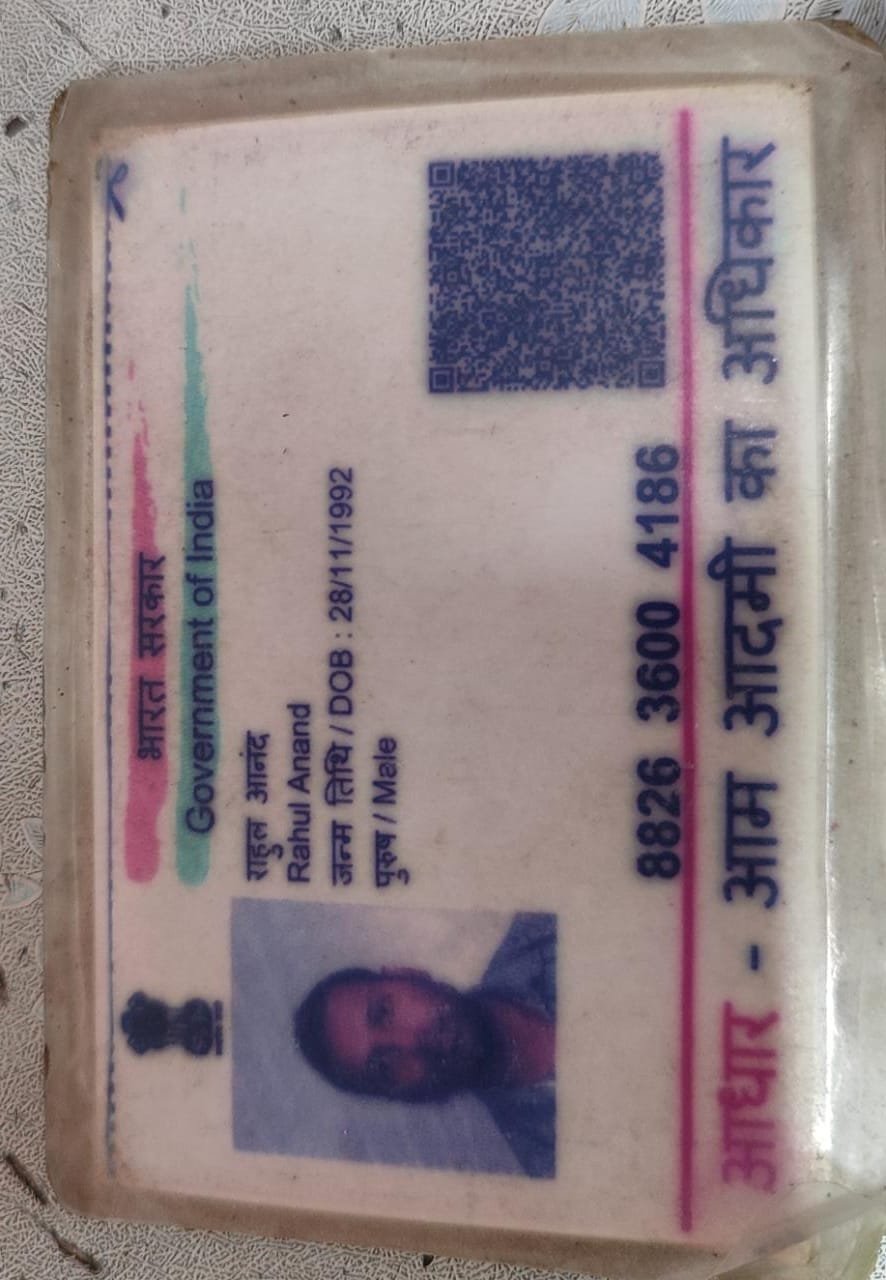 भारत सरकार
Government of India
राहुल आनंद
Rahul Anand
जन्म तिथि / DOB : 28/11/1992
पुरुष / Male
8826 3600 4186
आधार - आम आदमी का अधिकार